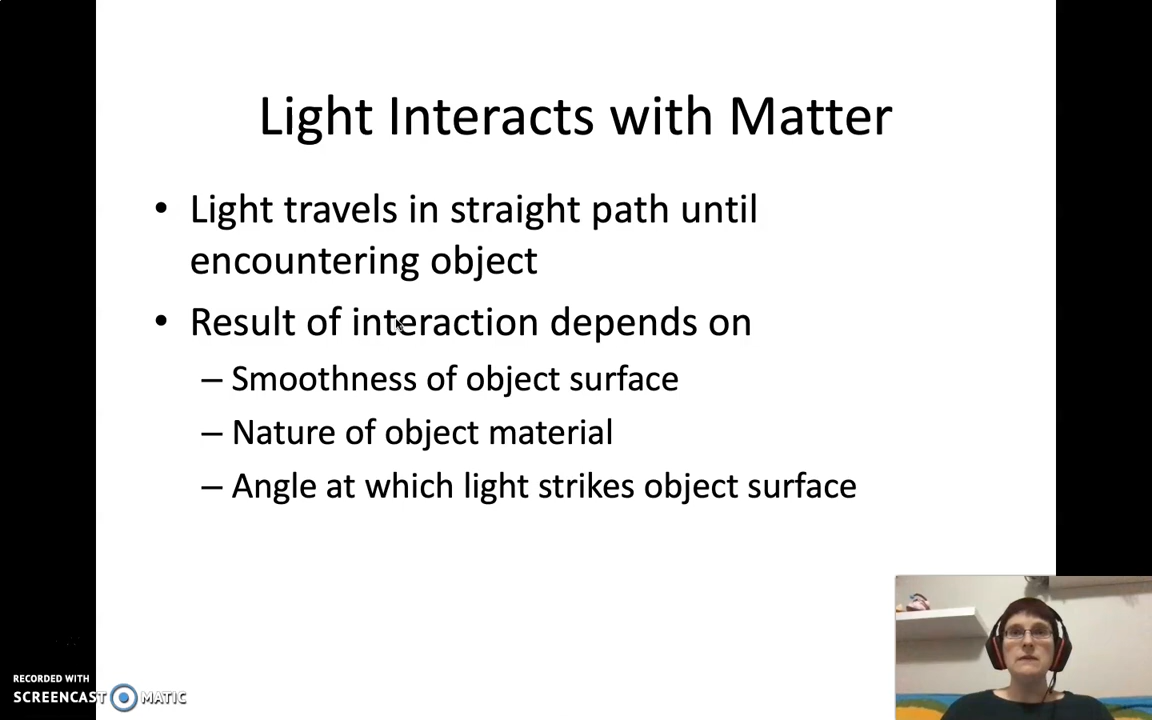 Light Interacts with Matter
• Light travels in straight path until
encountering object
• Result of interaction depends on
– Smoothness of object surface
– Nature of object material
– Angle at which light strikes object surface
RECORDED WITH
SCREENCAST MATIC